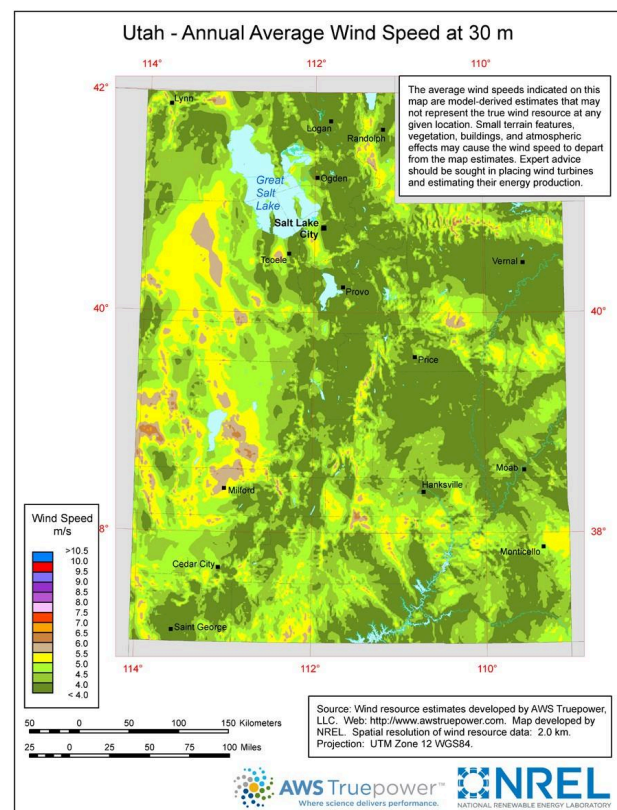 Utah - Annual Average Wind Speed at 30 m
114°
112°
110°
42°
The average wind speeds indicated on this
map are model-derived estimates that may
not represent the true wind resource at any
given location. Small terrain features,
vegetation, buildings, and atmospheric
effects may cause the wind speed to depart
from the map estimates. Expert advice
should be sought in placing wind turbines
and estimating their energy production.
Lynn
Logan
Randolph
Great
Salt
Lake
Ogden
Salt Lake
City
Tooele
Vernal
Provo
40°
40°
Price
Moab
Hanksville
Milford
Wind Speed
m/s
>10.5
10.0
9.5
9.0
8.5
8.0
7.5
7.0
6.5
6.0
5.5
5.0
4.5
4.0
< 4.0
8°
38°
Monticello
Cedar City
Saint George
114°
112°
110°
50 0 50 100 150 Kilometers
25 0 25 50 75 100 Miles
Source: Wind resource estimates developed by AWS Truepower,
LLC. Web: http://www.awstruepower.com. Map developed by
NREL. Spatial resolution of wind resource data: 2.0 km.
Projection: UTM Zone 12 WGS84.
AWS Truepower™
Where science delivers performance.
NREL
NATIONAL RENEWABLE ENERGY LABORATORY